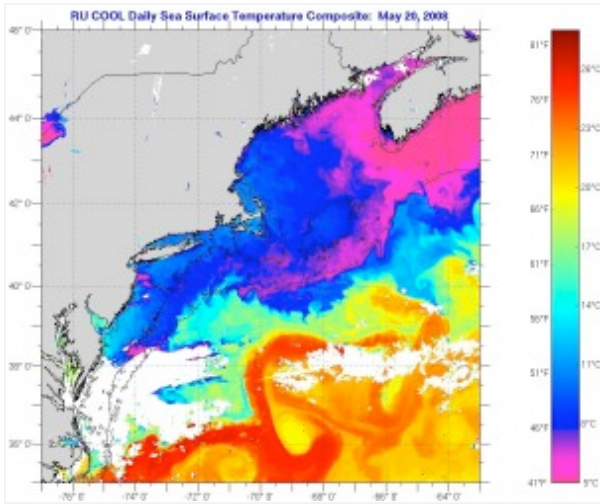 RU COOL Daily Sea Surface Temperature Composite: May 20, 2008
46° 0'
44° 0'
42° 0'
40° 0'
38° 0'
36° 0'
-76° 0'
-74° 0'
-72° 0'
-70° 0'
-68° 0'
-66° 0'
-64° 0'
81°F
76°F
71°F
66°F
61°F
56°F
51°F
46°F
41°F
26°C
23°C
20°C
17°C
14°C
11°C
8°C
5°C